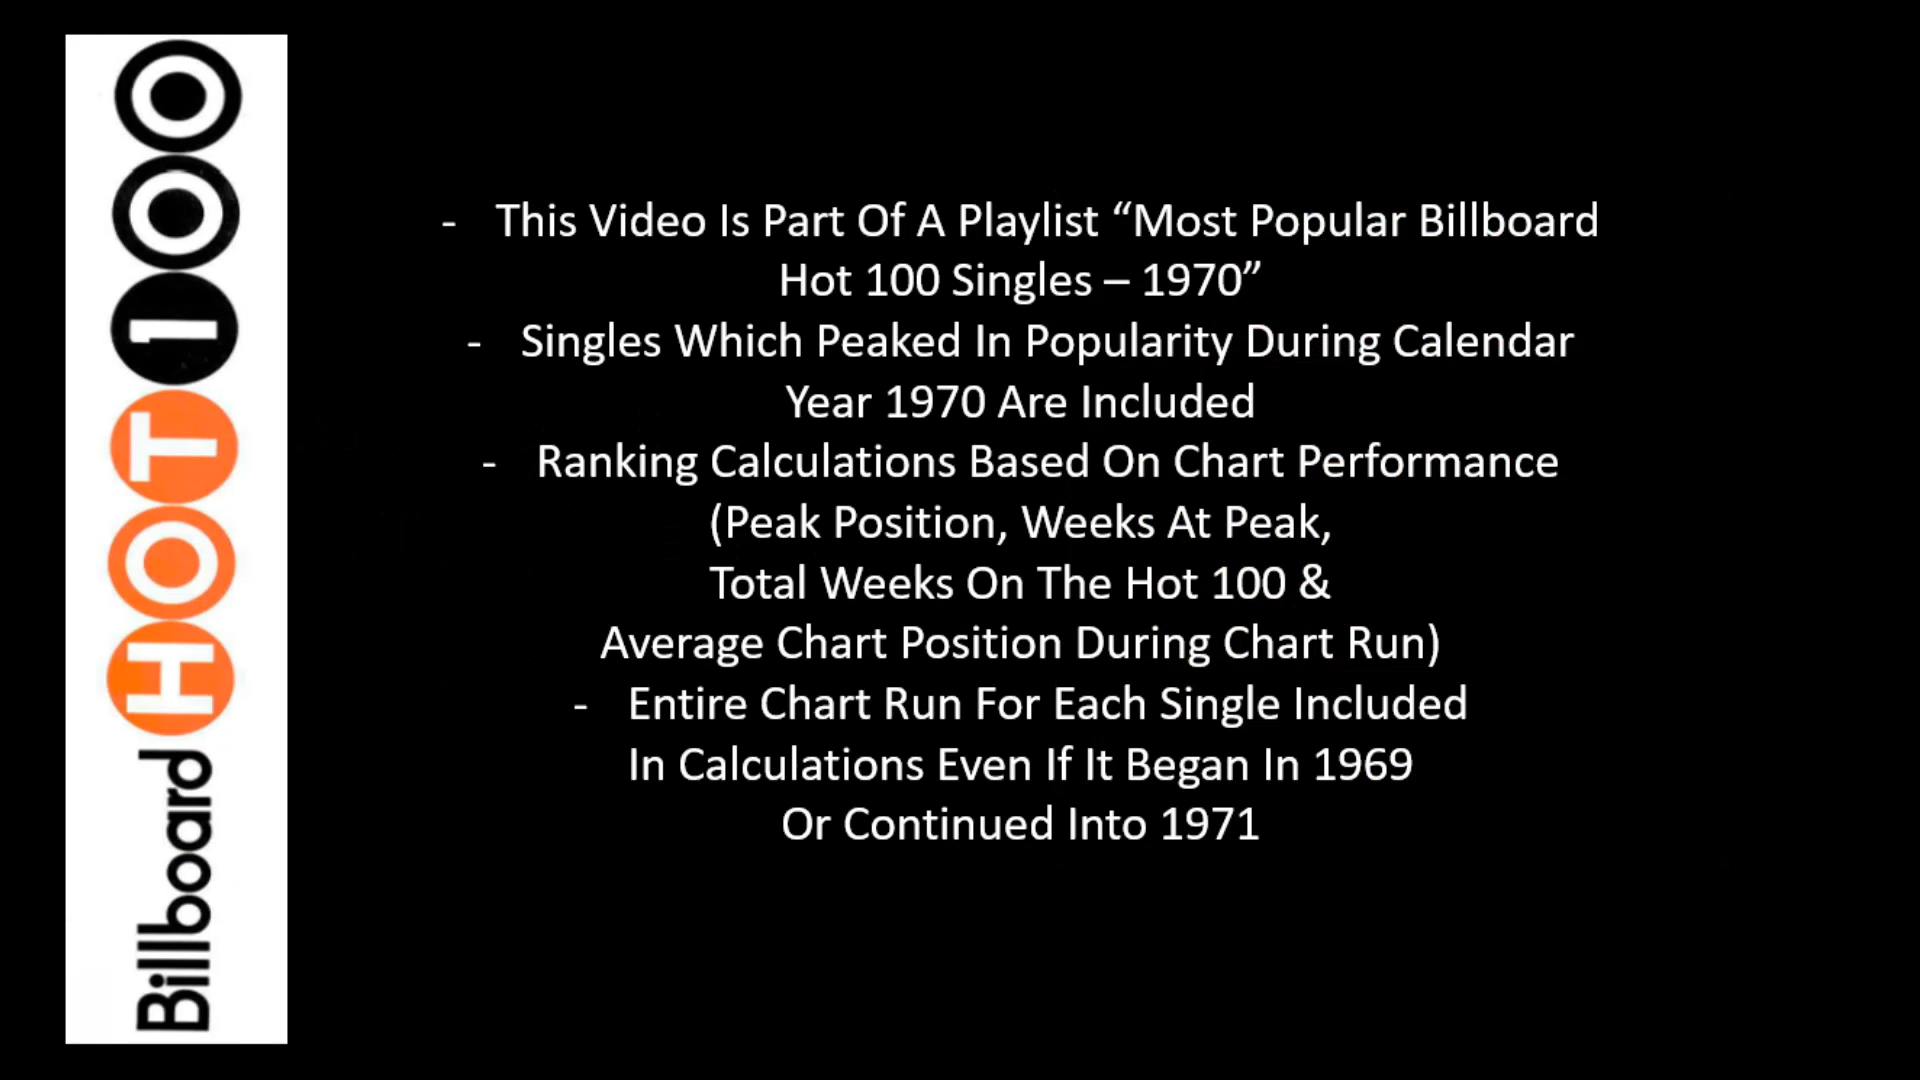 Billboard HOT 100
- This Video Is Part Of A Playlist “Most Popular Billboard
Hot 100 Singles – 1970”
- Singles Which Peaked In Popularity During Calendar
Year 1970 Are Included
- Ranking Calculations Based On Chart Performance
(Peak Position, Weeks At Peak,
Total Weeks On The Hot 100 &
Average Chart Position During Chart Run)
- Entire Chart Run For Each Single Included
In Calculations Even If It Began In 1969
Or Continued Into 1971